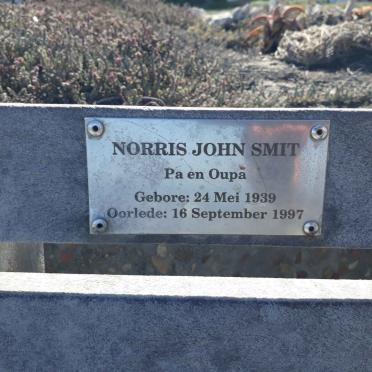 NORRIS JOHN SMIT
Pa en Oupa
Gebore: 24 Mei 1939
Oorlede: 16 September 1997